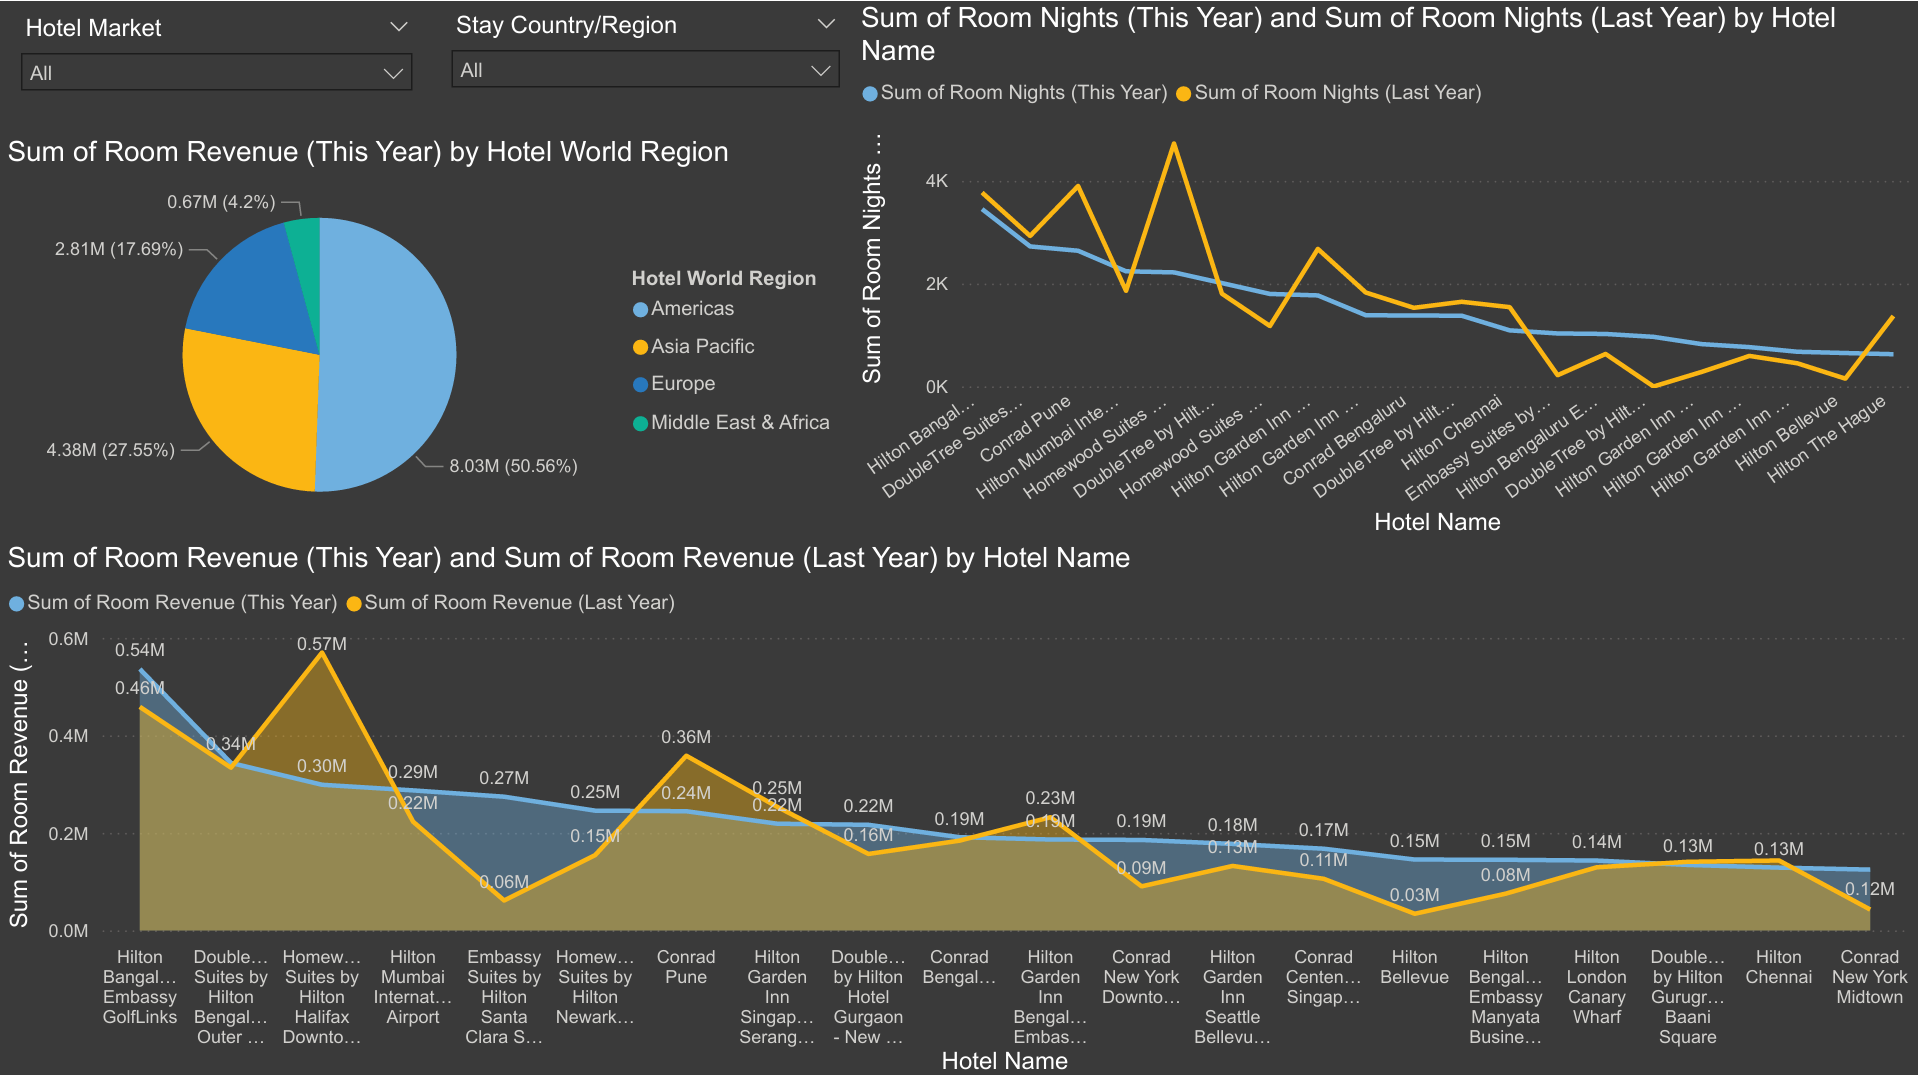 Hotel Market
All
Stay Country/Region
All
Sum of Room Revenue (This Year) by Hotel World Region
0.67M (4.2%)
2.81M (17.69%)
4.38M (27.55%)
8.03M (50.56%)
Hotel World Region
Americas
Asia Pacific
Europe
Middle East & Africa
Sum of Room Nights (This Year) and Sum of Room Nights (Last Year) by Hotel
Name
Sum of Room Nights (This Year) Sum of Room Nights (Last Year)
Sum of Room Nights …
4K
2K
0K
Hilton Bangal…
DoubleTree Suites…
Conrad Pune
Hilton Mumbai Inte…
Homewood Suites …
DoubleTree by Hilt…
Homewood Suites …
Hilton Garden Inn …
Hilton Garden Inn …
Conrad Bengaluru
DoubleTree by Hilt…
Hilton Chennai
Embassy Suites by…
Hilton Bengaluru E…
DoubleTree by Hilt…
Hilton Garden Inn …
Hilton Garden Inn …
Hilton Garden Inn …
Hilton Bellevue
Hilton The Hague
Hotel Name
Sum of Room Revenue (This Year) and Sum of Room Revenue (Last Year) by Hotel Name
Sum of Room Revenue (This Year) Sum of Room Revenue (Last Year)
Sum of Room Revenue (…
0.6M
0.4M
0.2M
0.0M
0.54M
0.46M
0.34M
0.57M
0.30M
0.29M
0.22M
0.27M
0.06M
0.25M
0.15M
0.36M
0.24M
0.25M
0.22M
0.22M
0.16M
0.19M
0.23M
0.19M
0.19M
0.09M
0.18M
0.13M
0.17M
0.11M
0.15M
0.03M
0.15M
0.08M
0.14M
0.13M
0.13M
0.12M
Hilton
Bangal…
Embassy
GolfLinks
Double…
Suites by
Hilton
Bengal…
Outer …
Homew…
Suites by
Hilton
Halifax
Downto…
Hilton
Mumbai
Internat…
Airport
Embassy
Suites by
Hilton
Santa
Clara S…
Homew…
Suites by
Hilton
Newark…
Conrad
Pune
Hilton
Garden
Inn
Singap…
Serang…
Double…
by Hilton
Hotel
Gurgaon
- New …
Conrad
Bengal…
Hilton
Garden
Inn
Bengal…
Embas…
Conrad
New York
Downto…
Hilton
Garden
Inn
Seattle
Bellevu…
Conrad
Centen…
Singap…
Hilton
Bellevue
Hilton
Bengal…
Embassy
Manyata
Busine…
Hilton
London
Canary
Wharf
Double…
by Hilton
Gurugr…
Baani
Square
Hilton
Chennai
Conrad
New York
Midtown
Hotel Name